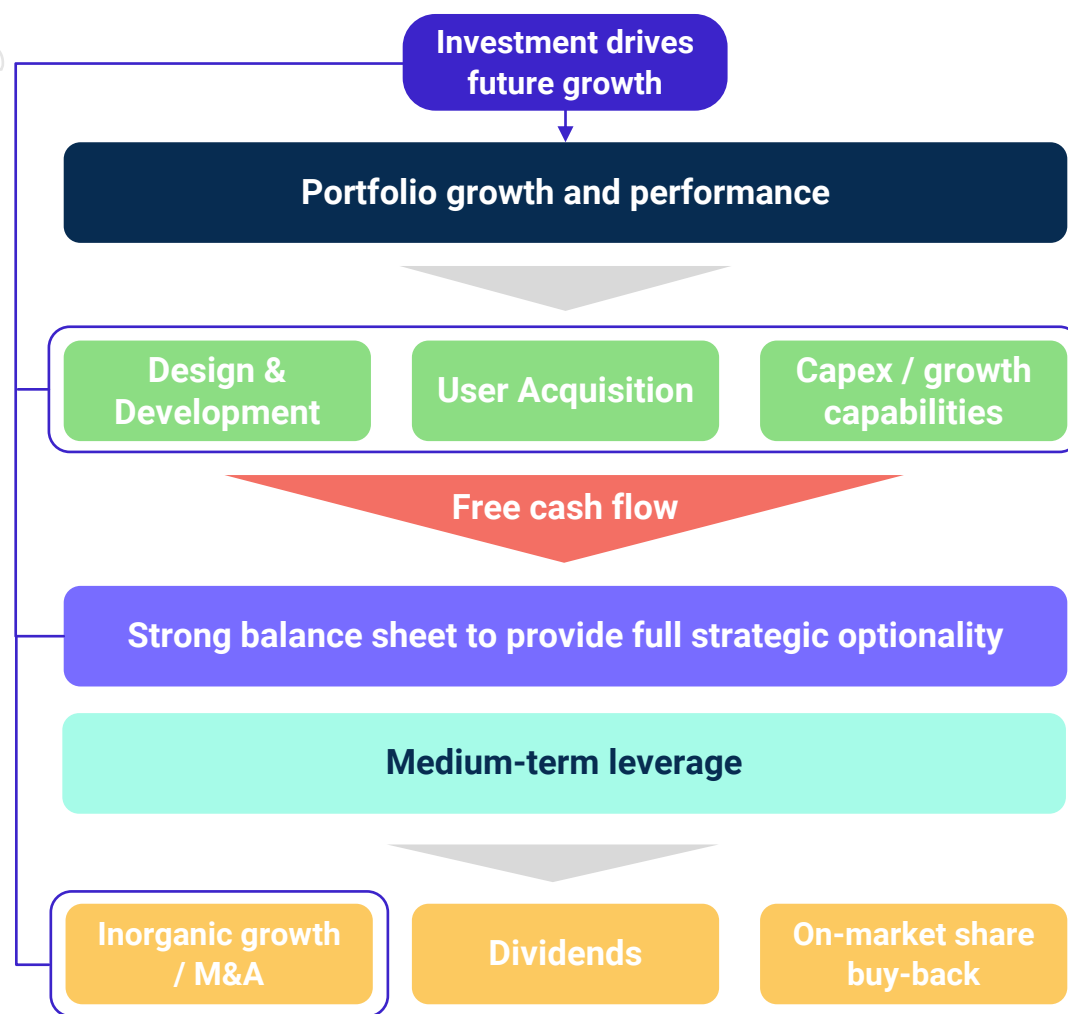 Investment drives
future growth
Portfolio growth and performance
Design &
Development
User Acquisition
Capex / growth
capabilities
Free cash flow
Strong balance sheet to provide full strategic optionality
Medium-term leverage
Inorganic growth
/ M&A
Dividends
On-market share
buy-back